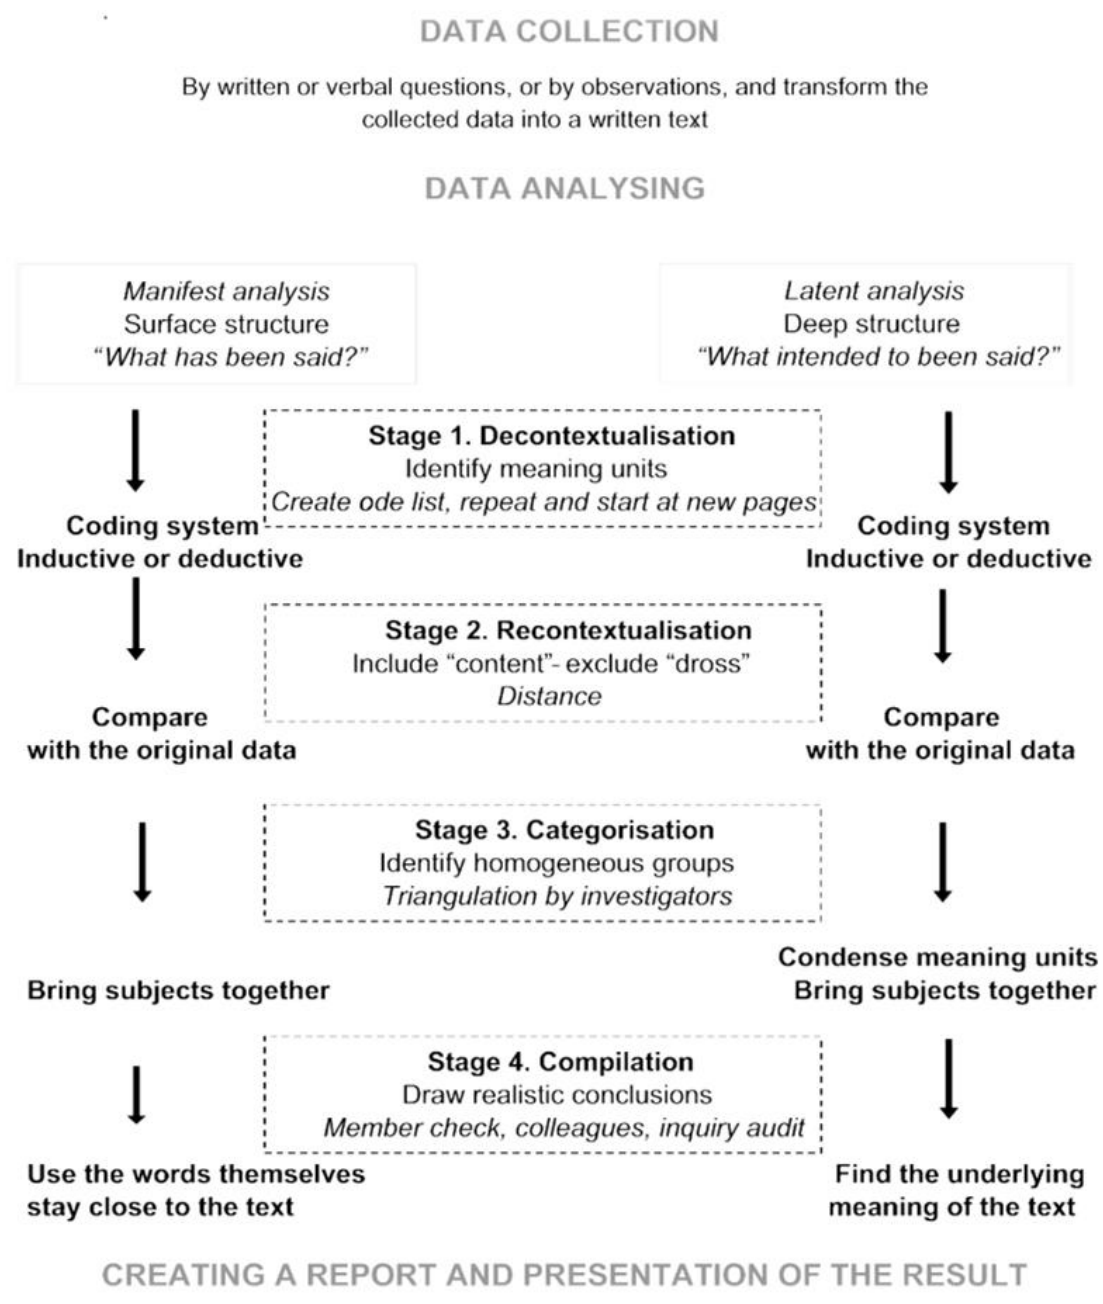 DATA COLLECTION
By written or verbal questions, or by observations, and transform the
collected data into a written text
DATA ANALYSING
Manifest analysis
Surface structure
“What has been said?”
Latent analysis
Deep structure
“What intended to been said?”
Stage 1. Decontextualisation
Identify meaning units
Create ode list, repeat and start at new pages
Coding system
Inductive or deductive
Coding system
Inductive or deductive
Stage 2. Recontextualisation
Include “content”- exclude “dross”
Distance
Compare
with the original data
Compare
with the original data
Stage 3. Categorisation
Identify homogeneous groups
Triangulation by investigators
Bring subjects together
Condense meaning units
Bring subjects together
Stage 4. Compilation
Draw realistic conclusions
Member check, colleagues, inquiry audit
Use the words themselves
stay close to the text
Find the underlying
meaning of the text
CREATING A REPORT AND PRESENTATION OF THE RESULT